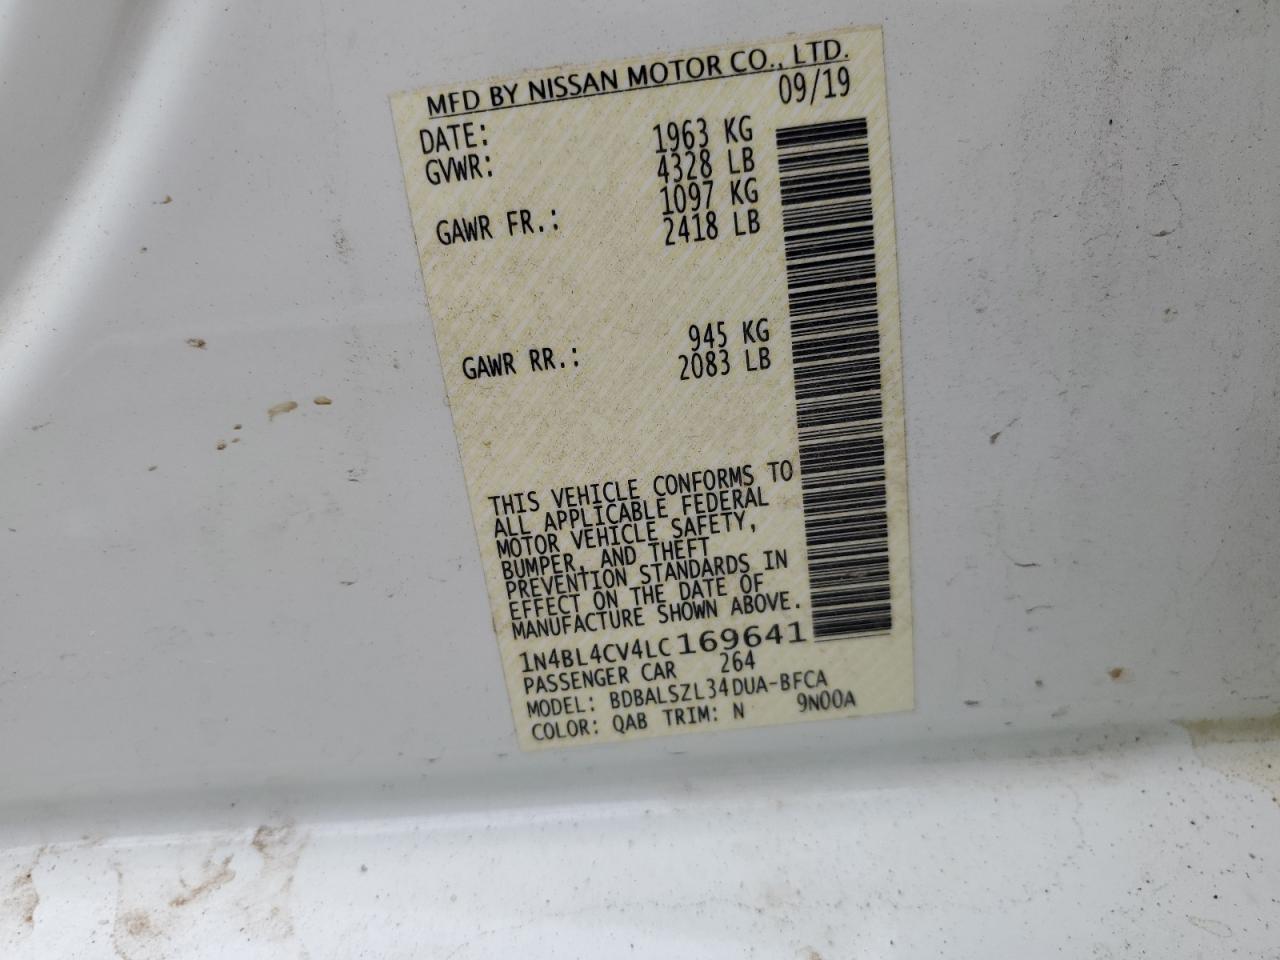 MFD BY NISSAN MOTOR CO., LTD.
DATE: 09/19
GVWR: 1963 KG
4328 LB
GAWR FR.: 1097 KG
2418 LB
GAWR RR.: 945 KG
2083 LB
THIS VEHICLE CONFORMS TO
ALL APPLICABLE FEDERAL
MOTOR VEHICLE SAFETY,
BUMPER, AND THEFT
PREVENTION STANDARDS IN
EFFECT ON THE DATE OF
MANUFACTURE SHOWN ABOVE.
1N4BL4CV4LC169641
PASSENGER CAR 264
MODEL: BDBALSZL34DUA-BFCA
COLOR: QAB TRIM: N 9N00A